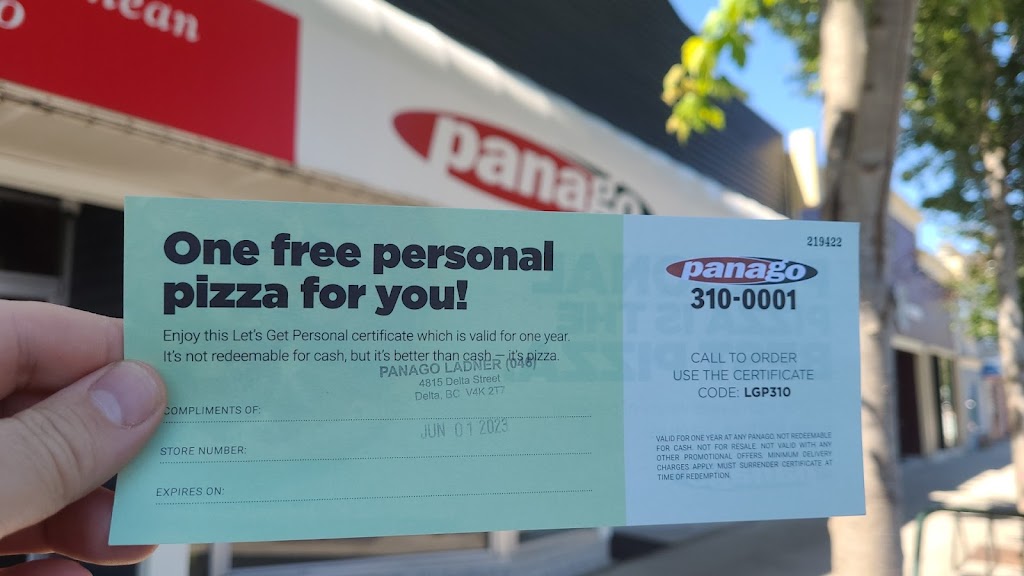 panago
One free personal
pizza for you!
Enjoy this Let's Get Personal certificate which is valid for one year.
It's not redeemable for cash, but it's better than cash – it's pizza.
PANAGO LADNER (046)
4815 Delta Street
Delta, BC V4K 2T7
COMPLIMENTS OF:
JUN 01 2023
STORE NUMBER:
EXPIRES ON:
219422
panago
310-0001
CALL TO ORDER
USE THE CERTIFICATE
CODE: LGP310
VALID FOR ONE YEAR AT ANY PANAGO NOT REDEEMABLE
FOR CASH. NOT FOR RESALE. NOT VALID WITH ANY
OTHER PROMOTIONAL OFFERS. MINIMUM DELIVERY
CHARGES APPLY. MUST SURRENDER CERTIFICATE AT
TIME OF REDEMPTION.